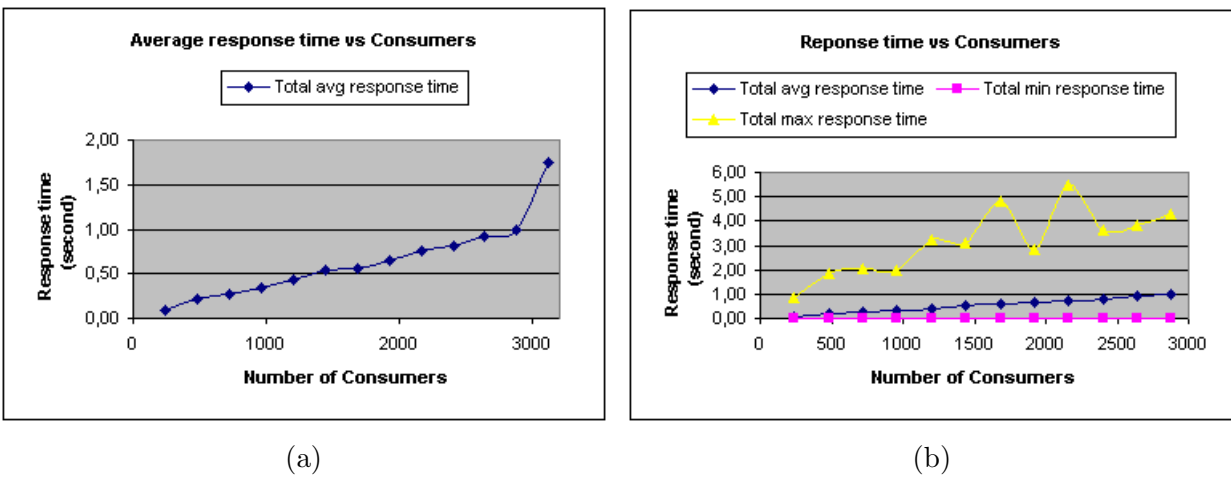 Average response time vs Consumers
Total avg response time
2,00
1,50
1,00
0,50
0,00
Response time
(second)
0
1000
2000
3000
Number of Consumers
(a)
Reponse time vs Consumers
Total avg response time
Total min response time
Total max response time
6,00
5,00
4,00
3,00
2,00
1,00
0,00
Response time
(second)
0
500
1000
1500
2000
2500
3000
Number of Consumers
(b)